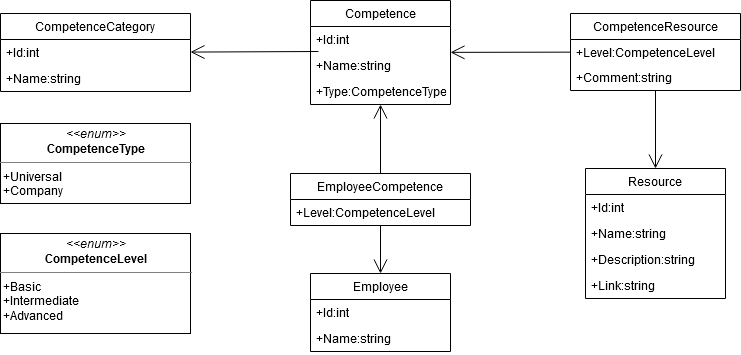 CompetenceCategory
+Id:int
+Name:string
Competence
+Id:int
+Name:string
+Type:CompetenceType
CompetenceResource
+Level:CompetenceLevel
+Comment:string
<<enum>>
CompetenceType
+Universal
+Company
EmployeeCompetence
+Level:CompetenceLevel
Resource
+Id:int
+Name:string
+Description:string
+Link:string
<<enum>>
CompetenceLevel
+Basic
+Intermediate
+Advanced
Employee
+Id:int
+Name:string